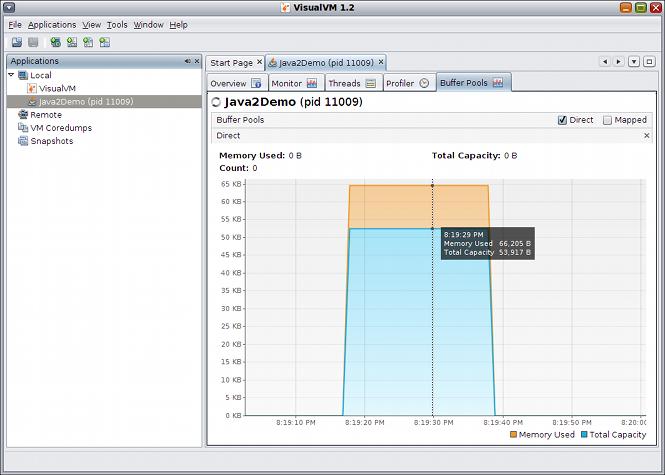 VisualVM 1.2
File Applications View Tools Window Help
Applications
Local
VisualVM
Java2Demo (pid 11009)
Remote
VM Coredumps
Snapshots
Start Page
Java2Demo (pid 11009)
Overview Monitor Threads Profiler Buffer Pools
Java2Demo (pid 11009)
Buffer Pools Direct Mapped
Direct
Memory Used: 0 B Total Capacity: 0 B
Count: 0
65 KB
60 KB
55 KB
50 KB
45 KB
40 KB
35 KB
30 KB
25 KB
20 KB
15 KB
10 KB
5 KB
0 KB
8:19:29 PM
Memory Used 66,205 B
Total Capacity 53,917 B
8:19:10 PM 8:19:20 PM 8:19:30 PM 8:19:40 PM 8:19:50 PM 8:20:00
Memory Used Total Capacity